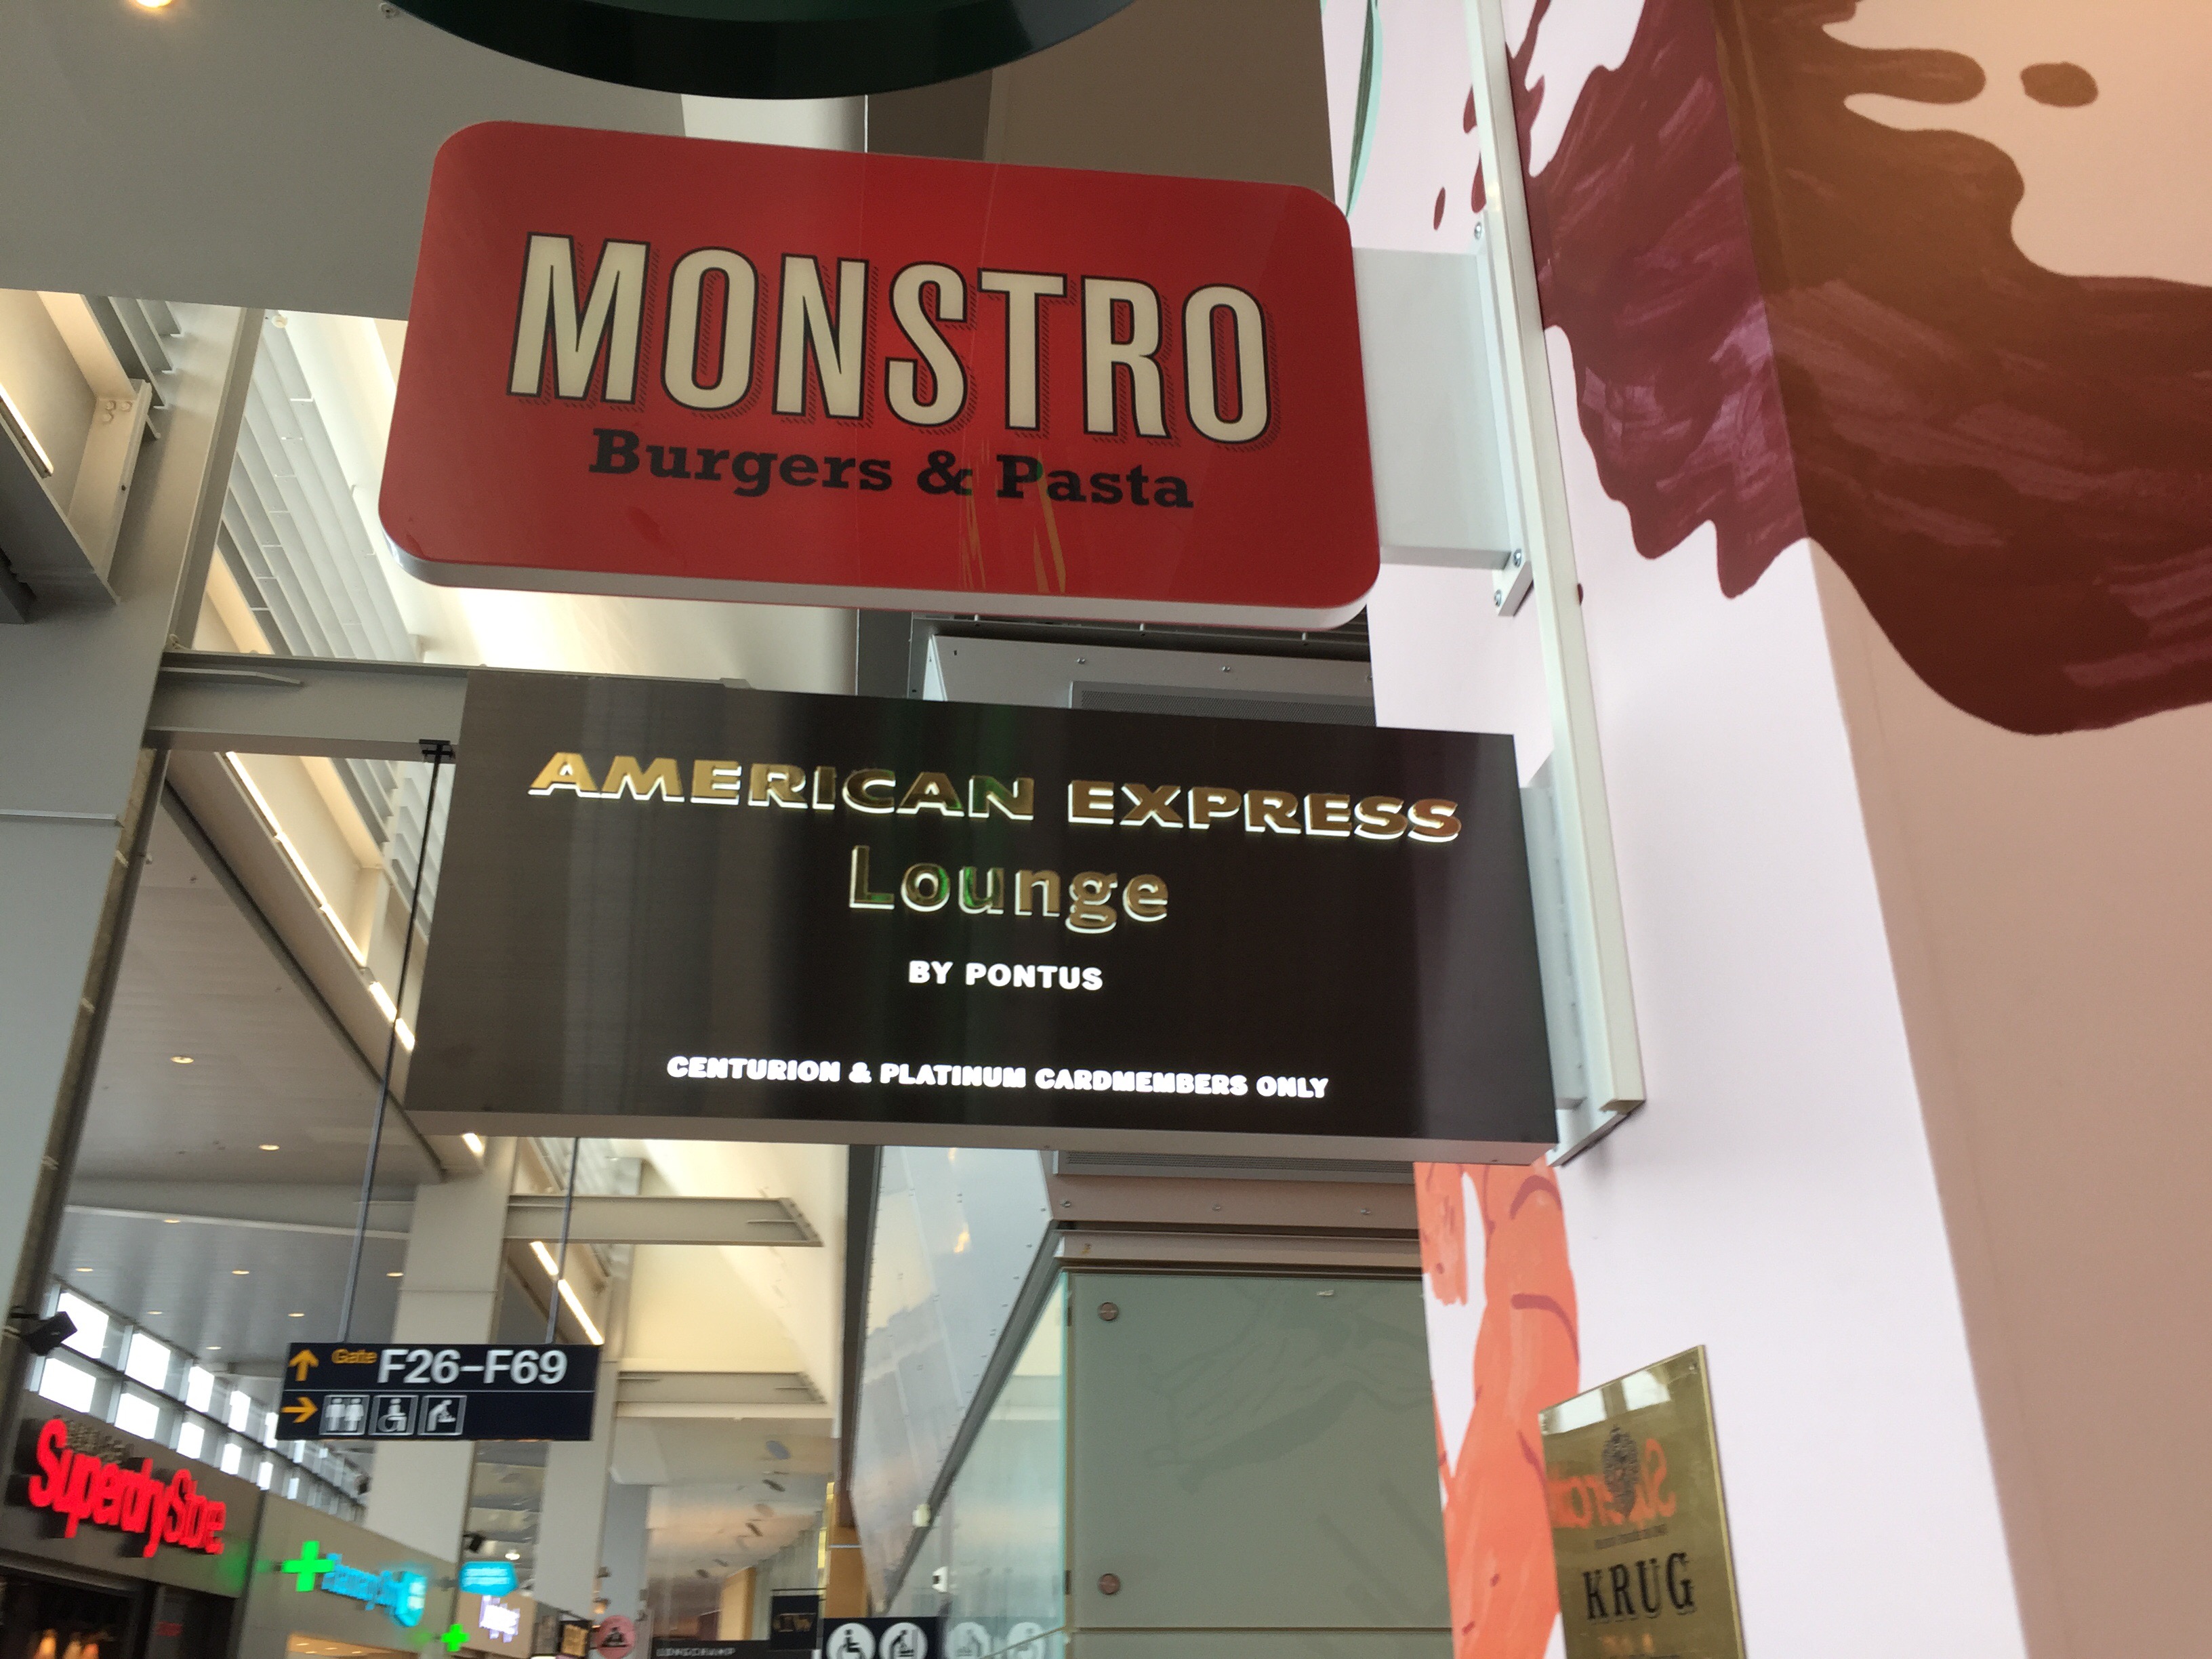 MONSTRO
Burgers & Pasta
AMERICAN EXPRESS
Lounge
BY PONTUS
CENTURION & PLATINUM CARDMEMBERS ONLY
Gate F26-F69
Superdry Store
KRUG